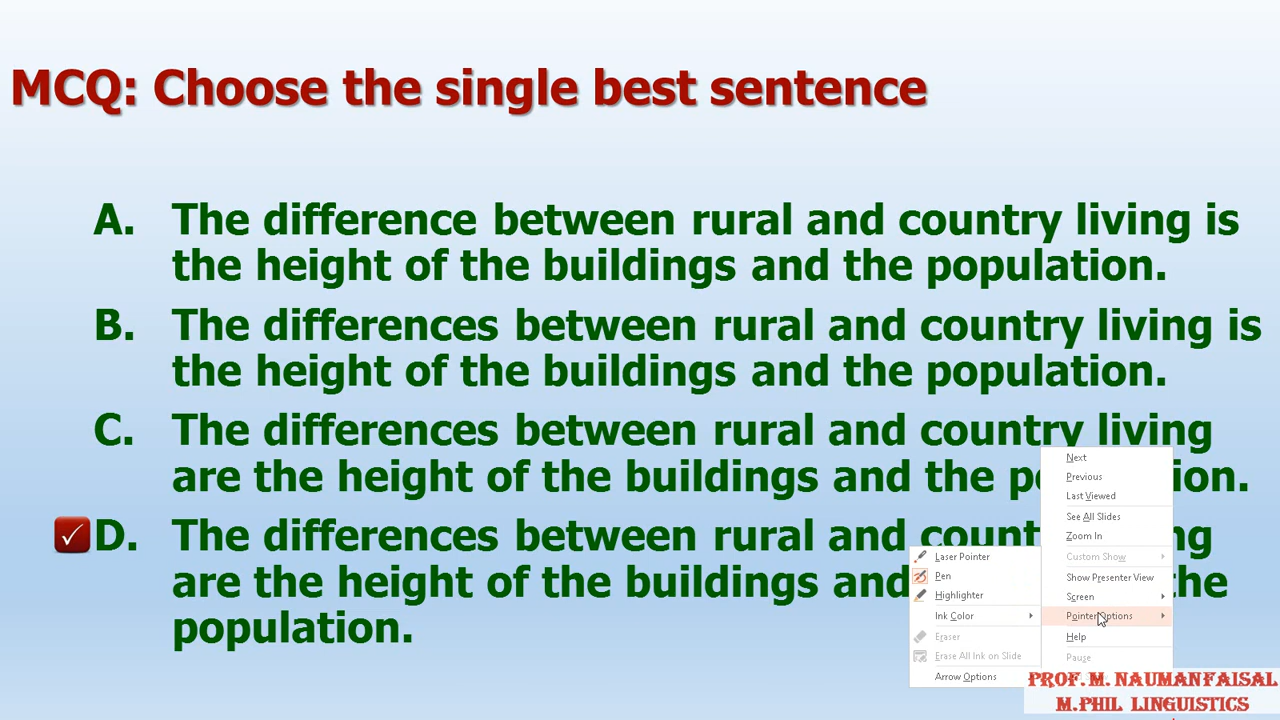 MCQ: Choose the single best sentence
A. The difference between rural and country living is
the height of the buildings and the population.
B. The differences between rural and country living is
the height of the buildings and the population.
C. The differences between rural and country living
are the height of the buildings and the
D. The differences between rural and
are the height of the buildings and the
population.
Next
Previous
Last Viewed
See All Slides
Zoom In
Custom Show
Show Presenter View
Screen
Pointer Options
Help
Pause
Laser Pointer
Pen
Highlighter
Ink Color
Eraser
Erase All Ink on Slide
Arrow Options
PROF. M. NAUMAN FAISAL
M.PHIL LINGUISTICS